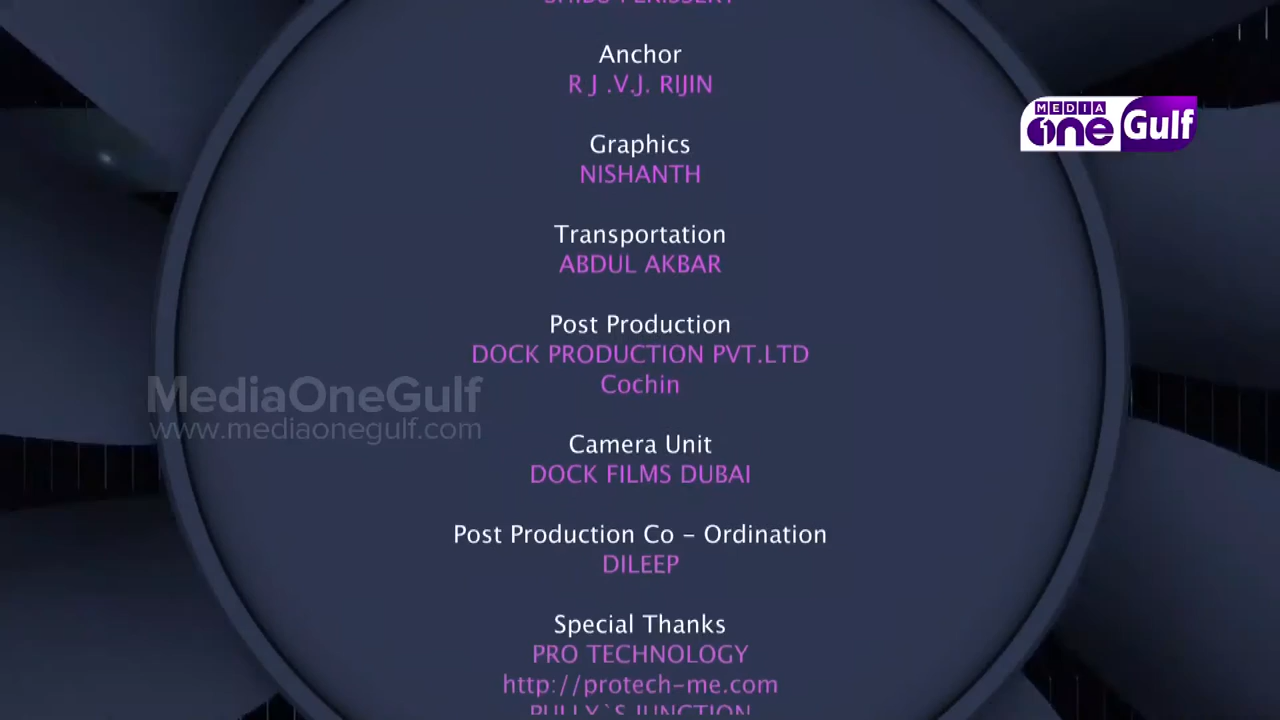 Anchor
R J .V.J. RIJIN
MEDIA
one Gulf
Graphics
NISHANTH
Transportation
ABDUL AKBAR
Post Production
DOCK PRODUCTION PVT.LTD
Cochin
MediaOneGulf
www.mediaonegulf.com
Camera Unit
DOCK FILMS DUBAI
Post Production Co – Ordination
DILEEP
Special Thanks
PRO TECHNOLOGY
http://protech-me.com
PULLY`S JUNCTION